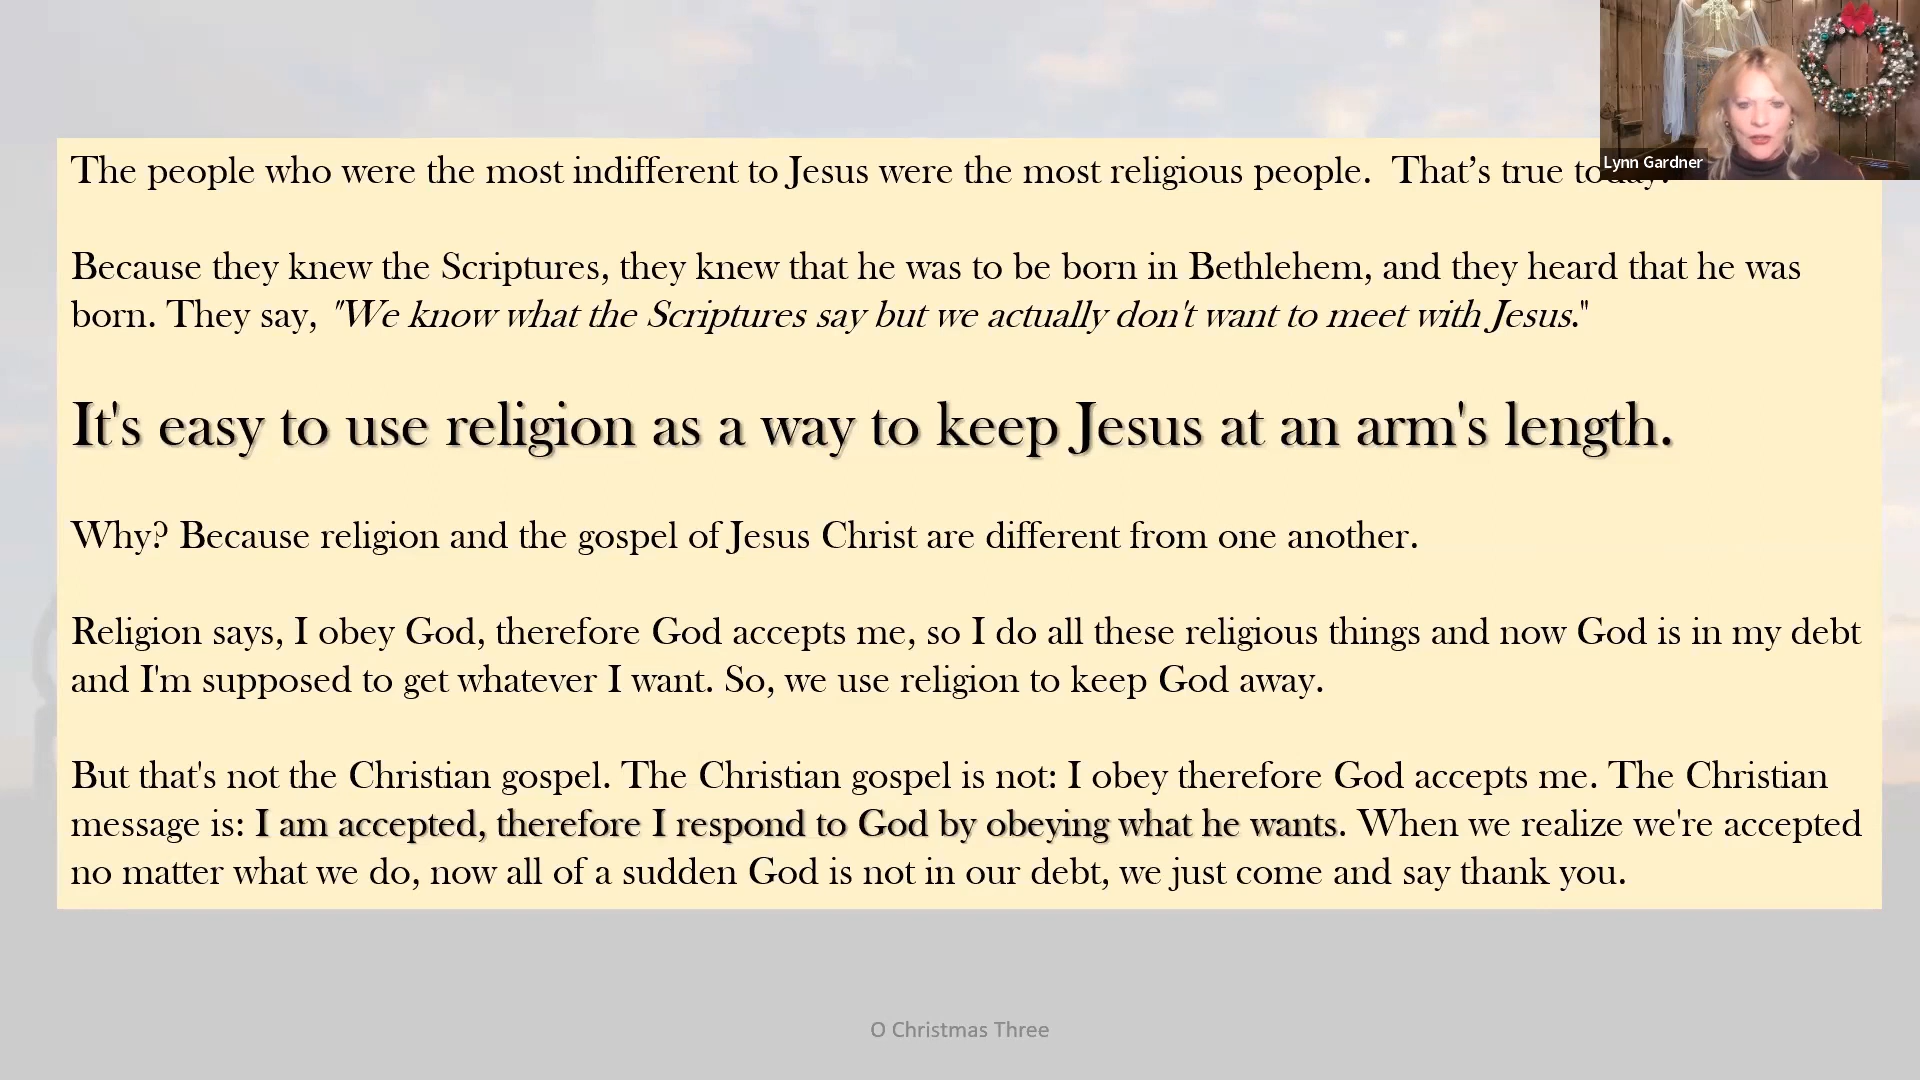 The people who were the most indifferent to Jesus were the most religious people.  That’s true today.
Lynn Gardner
Because they knew the Scriptures, they knew that he was to be born in Bethlehem, and they heard that he was
born. They say, "We know what the Scriptures say but we actually don't want to meet with Jesus."
It's easy to use religion as a way to keep Jesus at an arm's length.
Why? Because religion and the gospel of Jesus Christ are different from one another.
Religion says, I obey God, therefore God accepts me, so I do all these religious things and now God is in my debt
and I'm supposed to get whatever I want. So, we use religion to keep God away.
But that's not the Christian gospel. The Christian gospel is not: I obey therefore God accepts me. The Christian
message is: I am accepted, therefore I respond to God by obeying what he wants. When we realize we're accepted
no matter what we do, now all of a sudden God is not in our debt, we just come and say thank you.
O Christmas Three